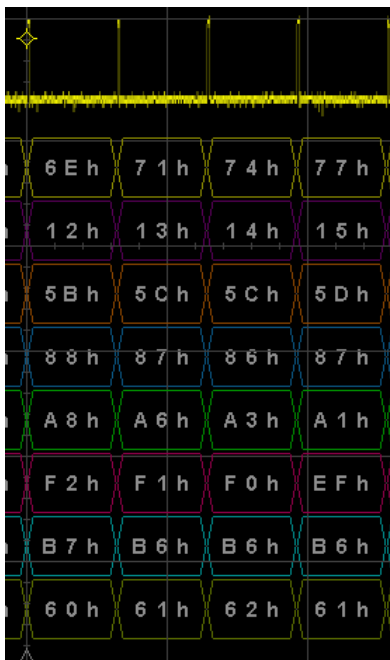 6Eh 71h 74h 77h
12h 13h 14h 15h
5Bh 5Ch 5Ch 5Dh
88h 87h 86h 87h
A8h A6h A3h A1h
F2h F1h F0h EFh
B7h B6h B6h B6h
60h 61h 62h 61h